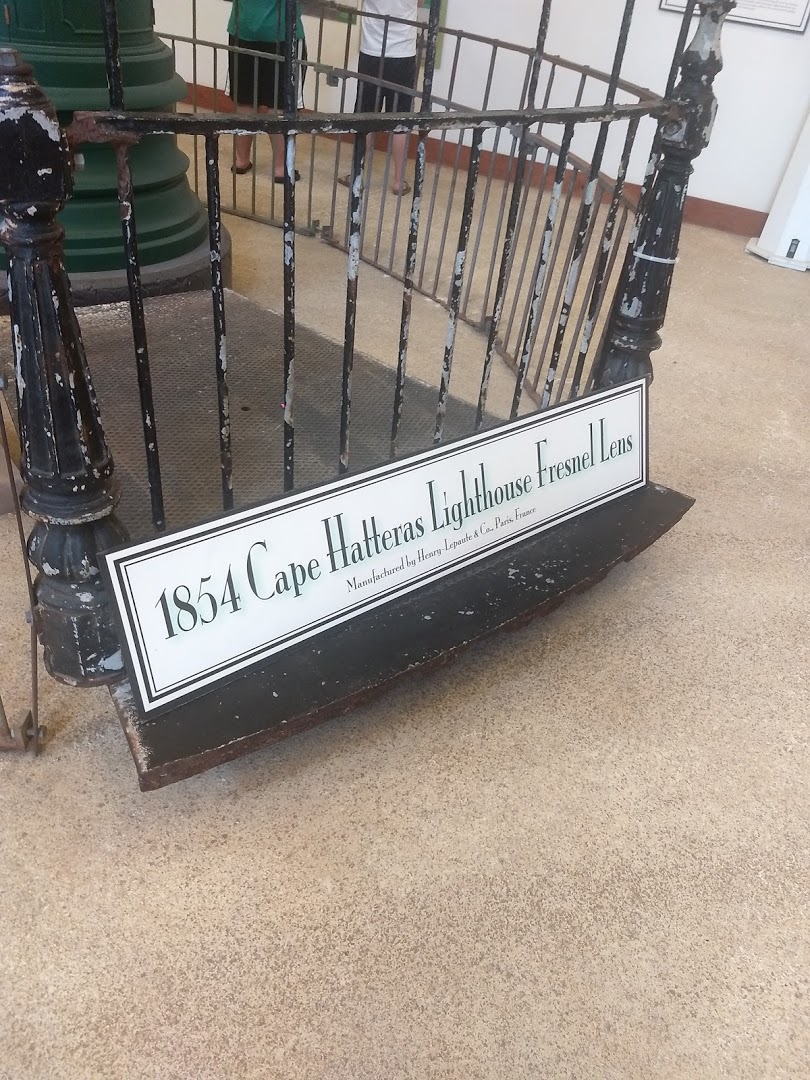 1854 Cape Hatteras Lighthouse Fresnel Lens
Manufactured by Henry-Lepaute & Co., Paris, France